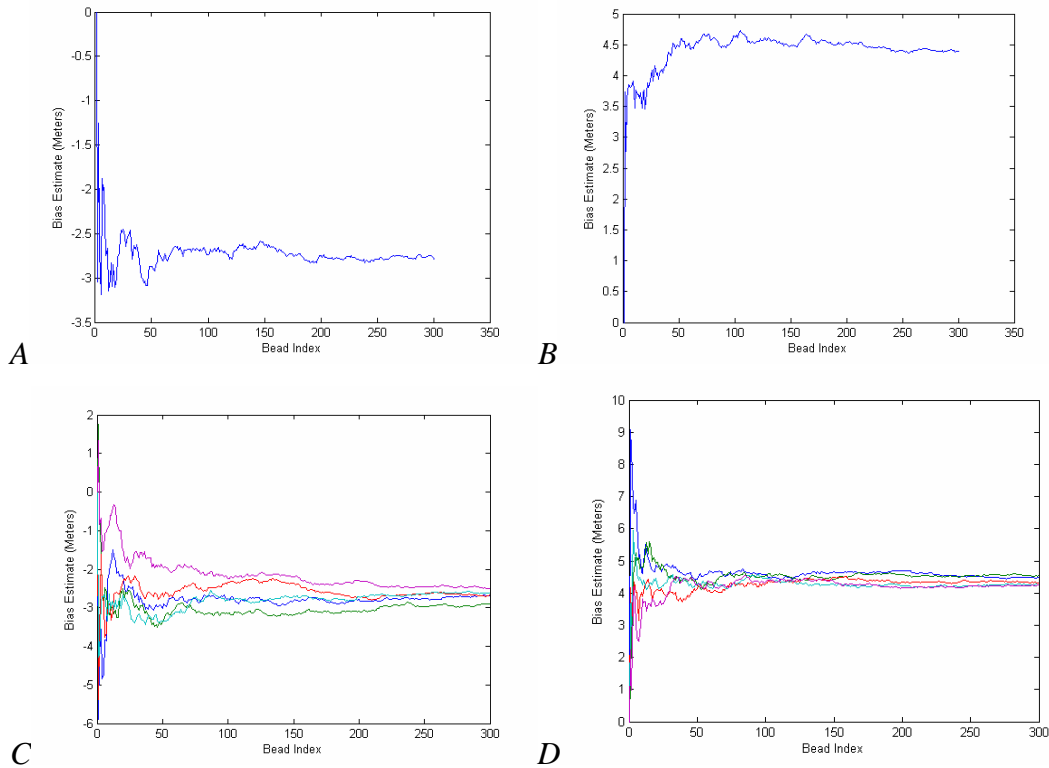 0
-0.5
-1
-1.5
-2
-2.5
-3
-3.5
0 50 100 150 200 250 300 350
Bead Index
Bias Estimate (Meters)
A
5
4.5
4
3.5
3
2.5
2
1.5
1
0.5
0
0 50 100 150 200 250 300 350
Bead Index
Bias Estimate (Meters)
B
2
1
0
-1
-2
-3
-4
-5
-6
0 50 100 150 200 250 300
Bead Index
Bias Estimate (Meters)
C
10
9
8
7
6
5
4
3
2
1
0
0 50 100 150 200 250 300
Bead Index
Bias Estimate (Meters)
D